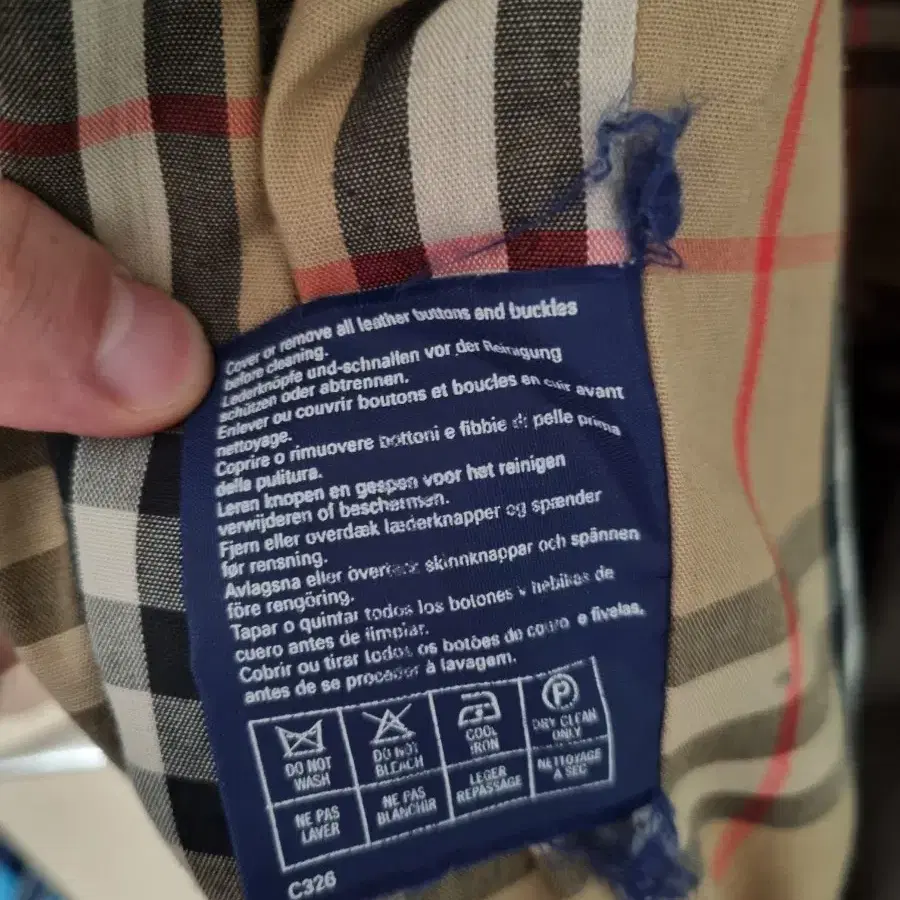 Cover or remove all leather buttons and buckles
before cleaning.
Lederknöpfe und-schnallen vor der Reinigung
schützen oder abtrennen.
Enlever ou couvrir boutons et boucles en cuir avant
nettoyage.
Coprire o rimuovere bottoni e fibbie di pelle prima
della pulitura.
Leren knopen en gespen voor het reinigen
verwijderen of beschermen.
Fjern eller overdæk læderknapper og spænder
før rensning.
Avlagsna eller övertäck skinnknappar och spännen
före rengöring.
Tapar o quintar todos los botones y hebillas de
cuero antes de limpiar.
Cobrir ou tirar todos os botões do couro e fivelas,
antes de se proceder à lavagem.
DO NOT WASH
DO NOT BLEACH
COOL IRON
P
DRY CLEAN ONLY
NE PAS LAVER
NE PAS BLANCHIR
LEGER REPASSAGE
NETTOYAGE A SEC
C326